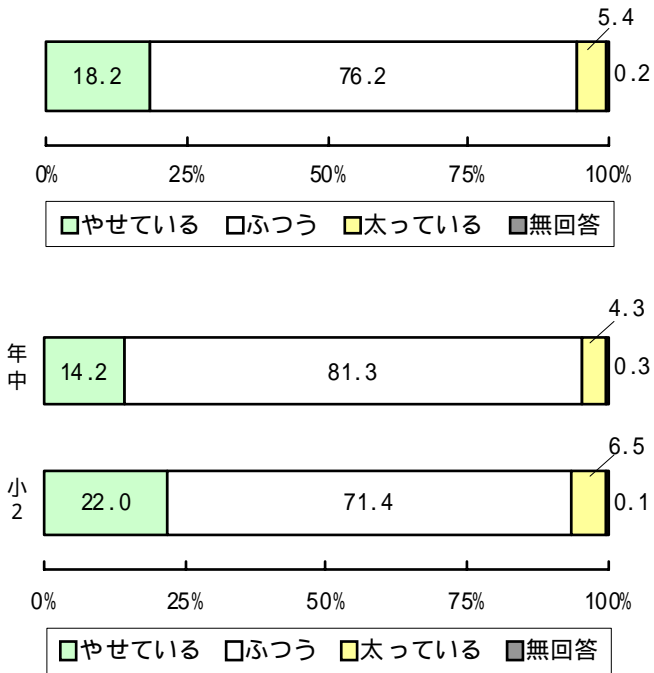 5.4
18.2 76.2 0.2
0% 25% 50% 75% 100%
やせている ふつう 太っている 無回答
4.3
年中 14.2 81.3 0.3
6.5
小2 22.0 71.4 0.1
0% 25% 50% 75% 100%
やせている ふつう 太っている 無回答